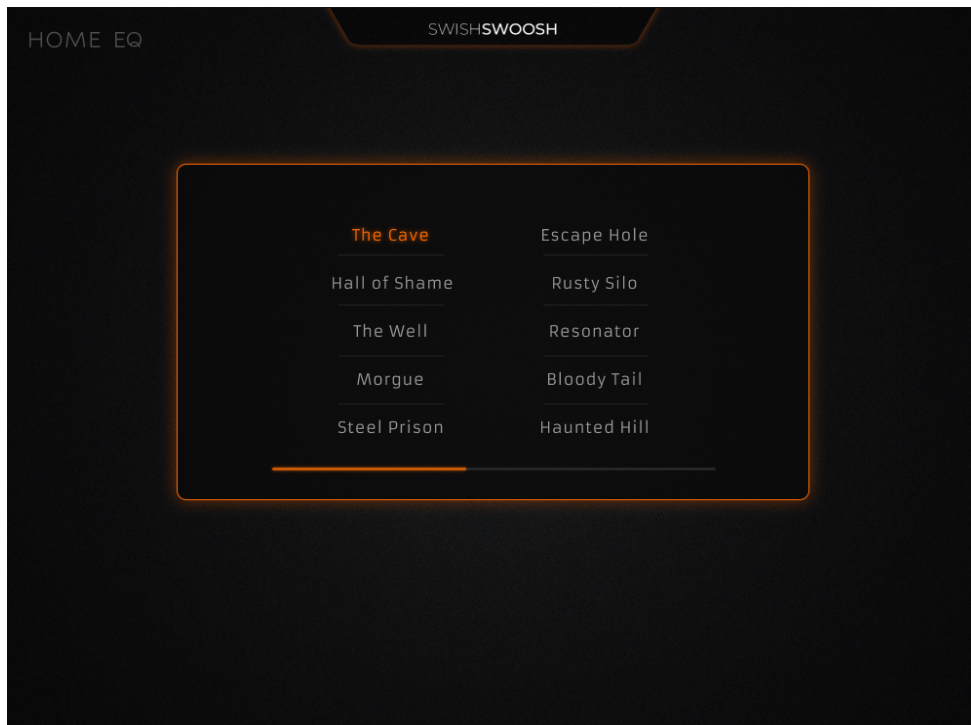 HOME EQ
SWISHSWOOSH
The Cave
Hall of Shame
The Well
Morgue
Steel Prison
Escape Hole
Rusty Silo
Resonator
Bloody Tail
Haunted Hill